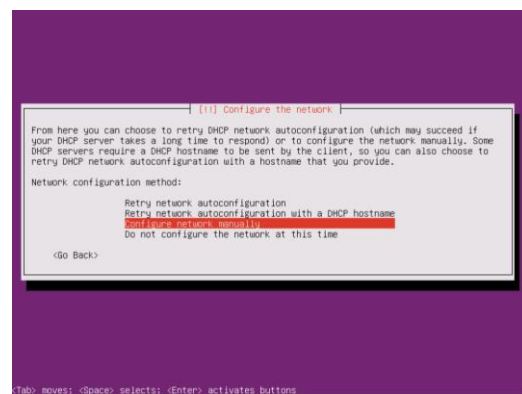 [!!] Configure the network
From here you can choose to retry DHCP network autoconfiguration (which may succeed if
your DHCP server takes a long time to respond) or to configure the network manually. Some
DHCP servers require a DHCP hostname to be sent by the client, so you can also choose to
retry DHCP network autoconfiguration with a hostname that you provide.
Network configuration method:
Retry network autoconfiguration
Retry network autoconfiguration with a DHCP hostname
Configure network manually
Do not configure the network at this time
<Go Back>
<Tab> moves; <Space> selects; <Enter> activates buttons